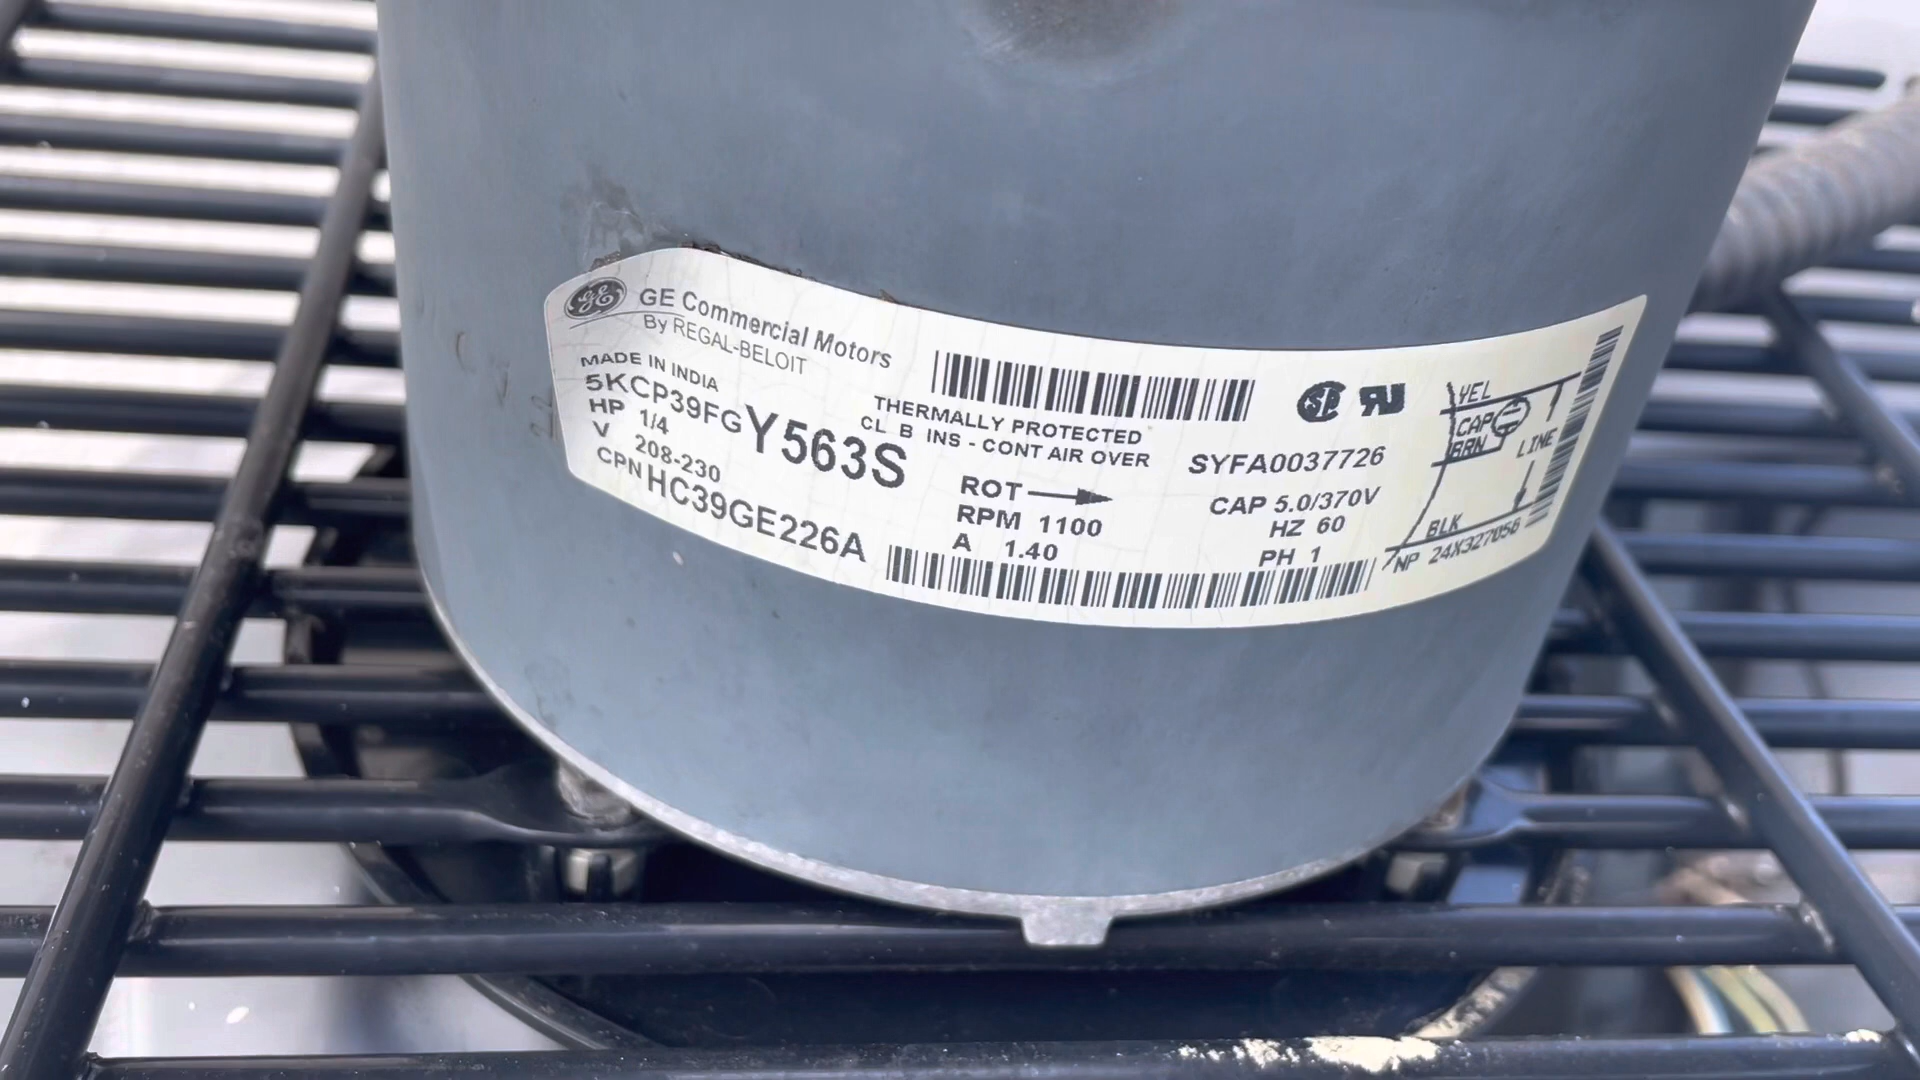 GE
GE Commercial Motors
By REGAL-BELOIT
MADE IN INDIA
5KCP39FGY563S
HP 1/4
V 208-230
CPN HC39GE226A
THERMALLY PROTECTED
CL B INS - CONT AIR OVER
ROT
RPM 1100
A 1.40
SYFA0037726
CAP 5.0/370V
HZ 60
PH 1
YEL
CAP
BRN
LINE
BLK
NP 24X327056